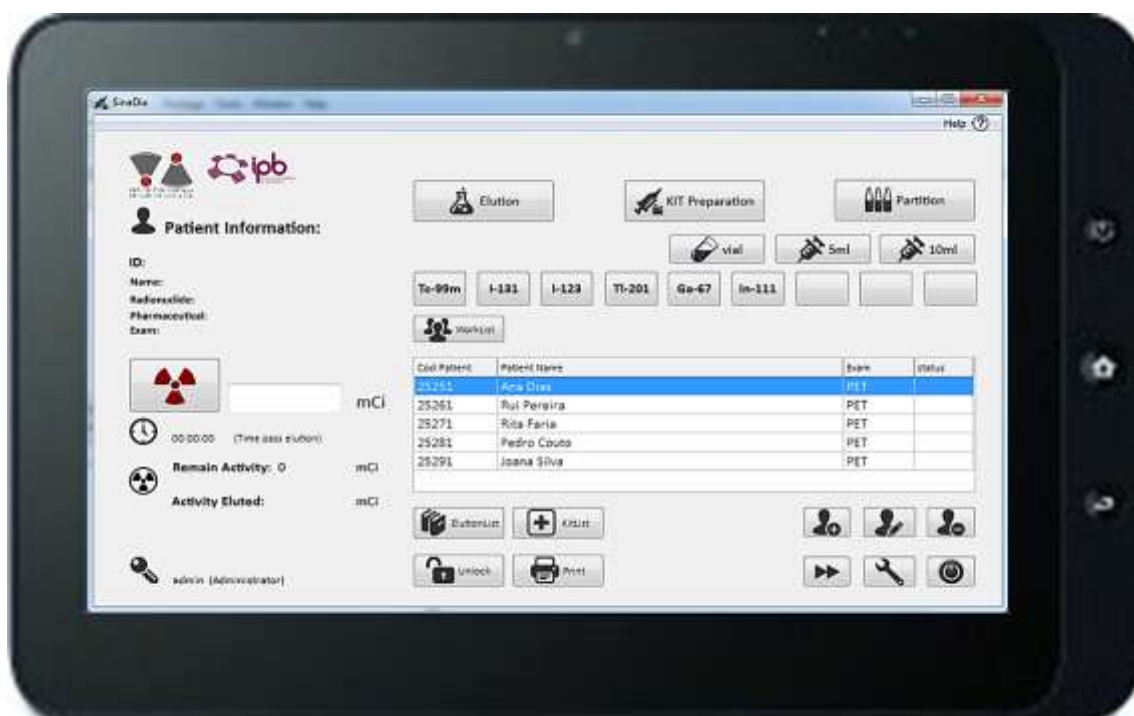 SinaDia
Help
ipb
Elution
KIT Preparation
Partition
Patient Information:
vial
5ml
10ml
ID:
Name:
Radionuclide:
Pharmaceutical:
Exam:
Tc-99m
I-131
I-123
Tl-201
Ga-67
In-111
WorkList
Cod Patient Patient Name Exam status
25251 Ana Dias PET
25261 Rui Pereira PET
25271 Rita Faria PET
25281 Pedro Couto PET
25291 Joana Silva PET
mCi
00:00:00 (Time pass elution)
Remain Activity: 0 mCi
Activity Eluted: mCi
ElutionList
KitList
Unlock
Print
admin (Administrator)